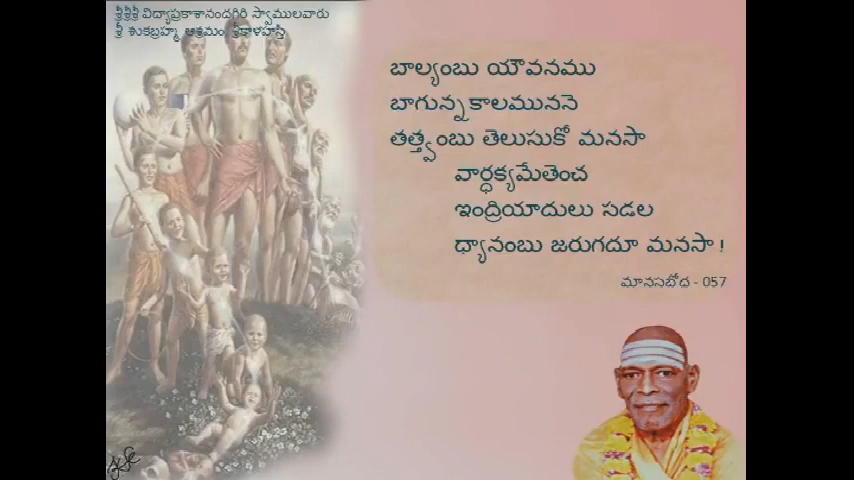 శ్రీశ్రీశ్రీ విద్యాప్రకాశానందగిరి స్వాములవారు
శ్రీ శుకబ్రహ్మ ఆశ్రమం, శ్రీకాళహస్తి
బాల్యంబు యౌవనము
బాగున్నకాలముననె
తత్త్వంబు తెలుసుకో మనసా
వార్ధక్యమేతెంచ
ఇంద్రియాదులు సడల
ధ్యానంబు జరుగదూ మనసా !
మానసబోధ - 057